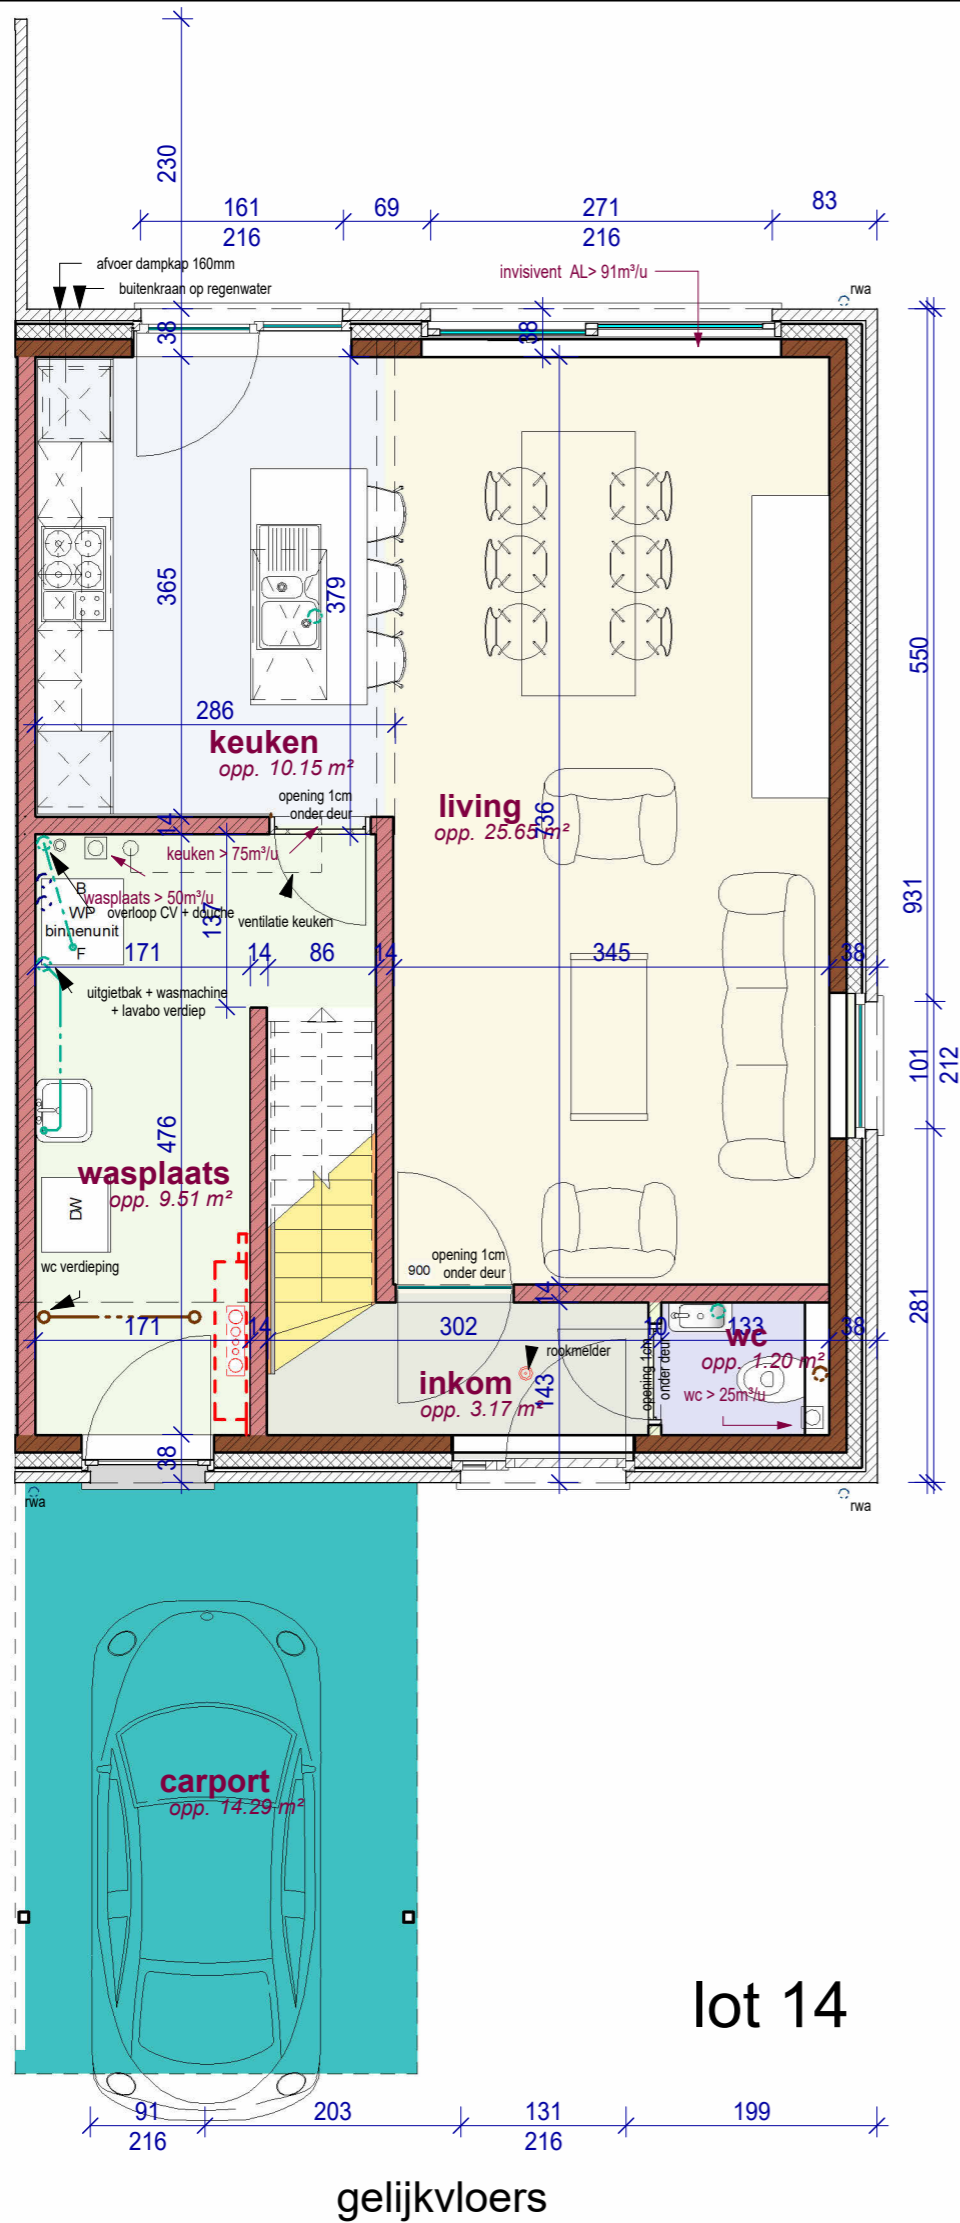 230
161
69
271
83
216
216
afvoer dampkap 160mm
invisivent AL> 91m³/u
buitenkraan op regenwater
rwa
38
38
365
379
550
286
keuken
opp. 10.15 m²
opening 1cm
onder deur
living
opp. 25.65 m²
736
14
keuken > 75m³/u
B
wasplaats > 50m³/u
WP
overloop CV + douche
binnenunit
137
ventilatie keuken
F
931
171
14
86
14
345
38
uitgietbak + wasmachine
+ lavabo verdiep
101
212
476
wasplaats
opp. 9.51 m²
DW
wc verdieping
900
opening 1cm
onder deur
14
281
171
14
302
10
133
38
wc
opp. 1.20 m²
rookmelder
opening 1cm
onder deur
inkom
opp. 3.17 m²
143
wc > 25m³/u
38
rwa
rwa
carport
opp. 14.29 m²
lot 14
91
203
131
199
216
216
gelijkvloers